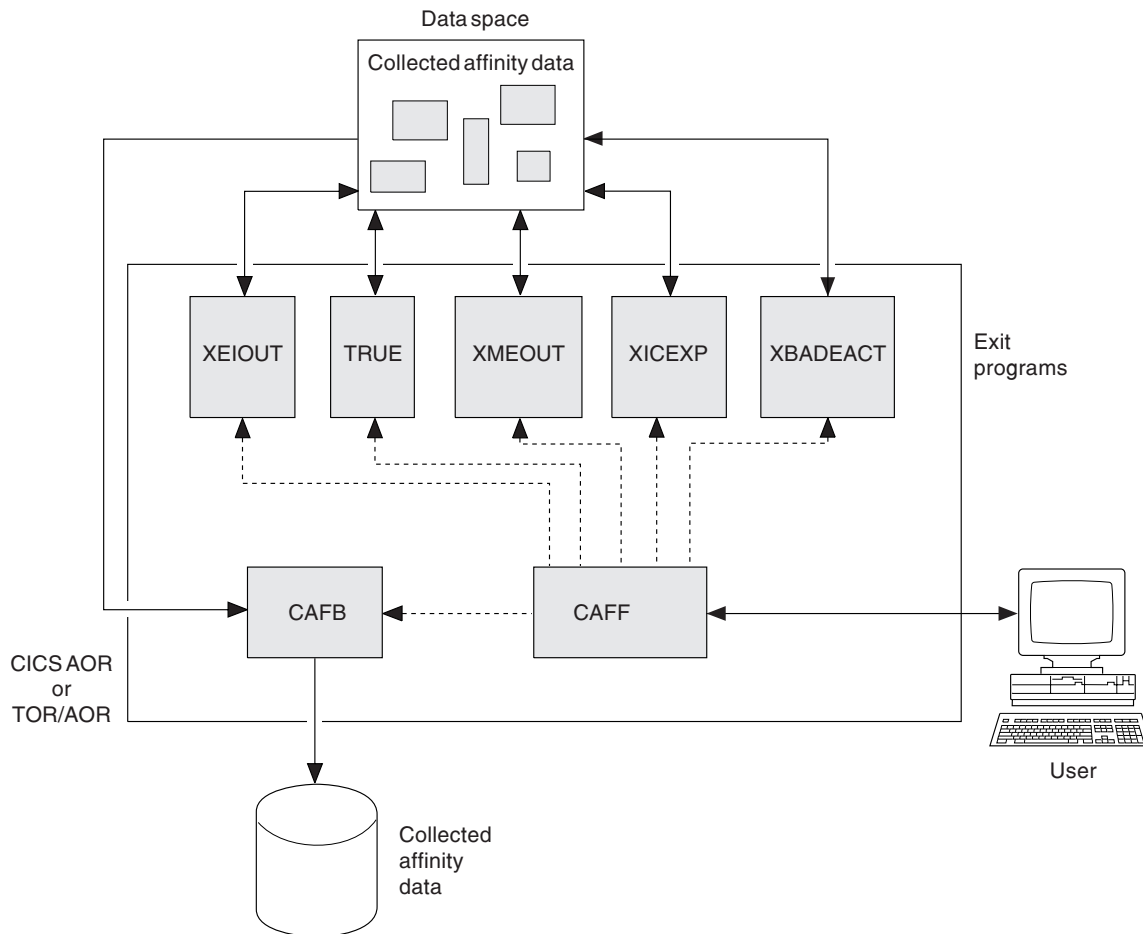 Data space
Collected affinity data
XEIOUT
TRUE
XMEOUT
XICEXP
XBADEACT
Exit
programs
CAFB
CAFF
CICS AOR
or
TOR/AOR
User
Collected
affinity
data